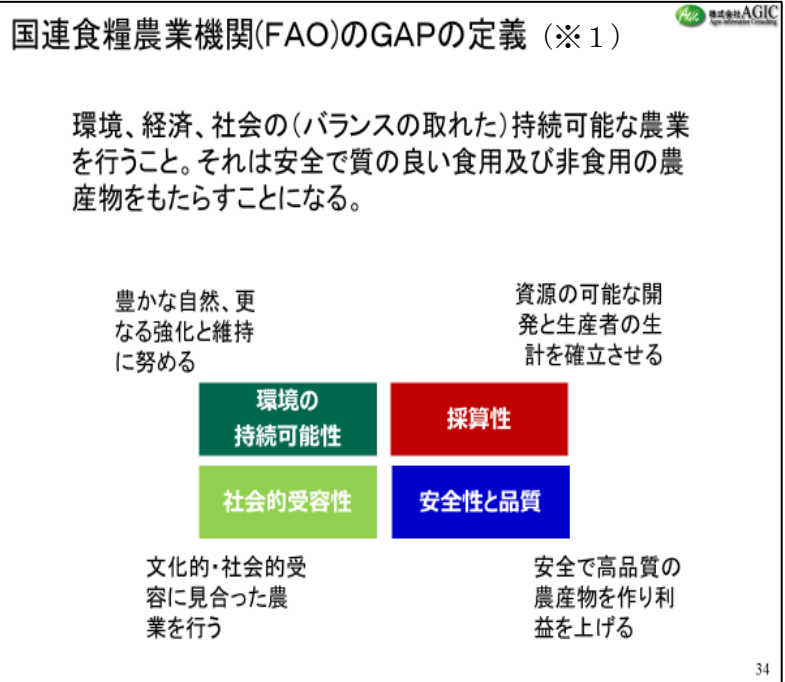 国連食糧農業機関(FAO)のGAPの定義（※１）
Agic 株式会社AGIC
Agro-Information Consulting
環境、経済、社会の（バランスの取れた）持続可能な農業
を行うこと。それは安全で質の良い食用及び非食用の農
産物をもたらすことになる。
豊かな自然、更
なる強化と維持
に努める
資源の可能な開
発と生産者の生
計を確立させる
環境の
持続可能性
採算性
社会的受容性
安全性と品質
文化的・社会的受
容に見合った農
業を行う
安全で高品質の
農産物を作り利
益を上げる
34